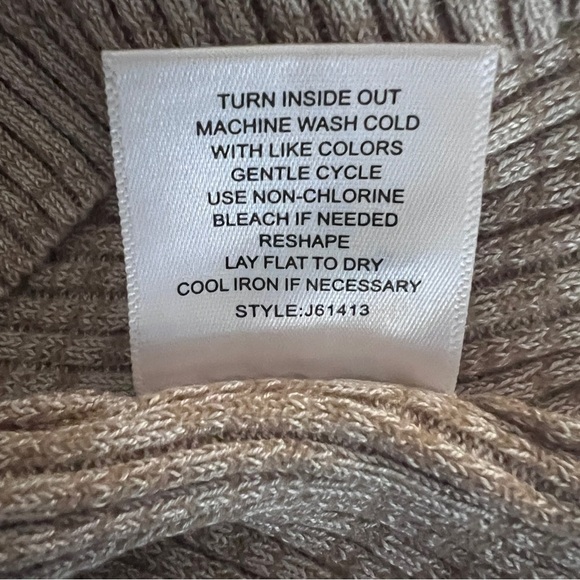 TURN INSIDE OUT
MACHINE WASH COLD
WITH LIKE COLORS
GENTLE CYCLE
USE NON-CHLORINE
BLEACH IF NEEDED
RESHAPE
LAY FLAT TO DRY
COOL IRON IF NECESSARY
STYLE:J61413